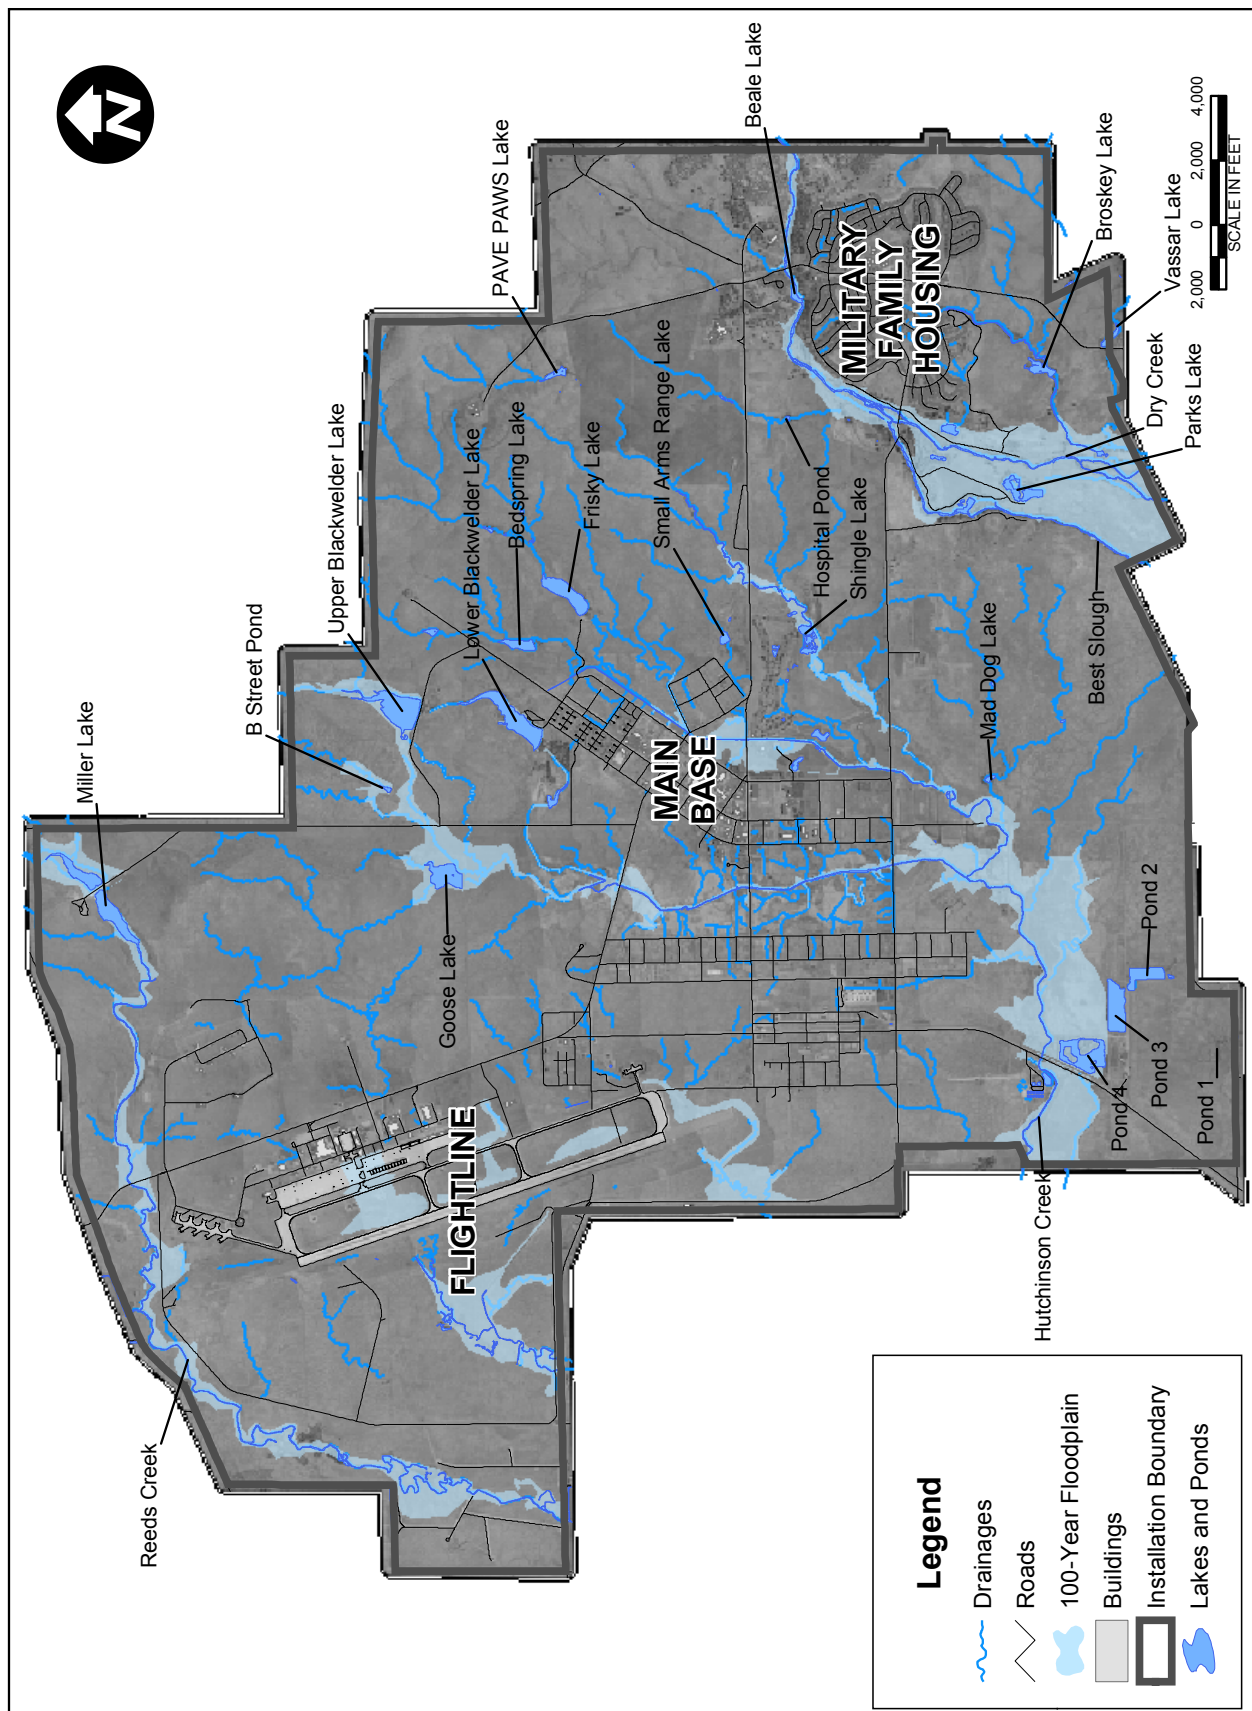 N
Miller Lake
B Street Pond
Upper Blackwelder Lake
PAVE PAWS Lake
Beale Lake
Lower Blackwelder Lake
Bedspring Lake
Frisky Lake
Small Arms Range Lake
Hospital Pond
Shingle Lake
MILITARY
FAMILY
HOUSING
Broskey Lake
Vassar Lake
Dry Creek
Parks Lake
Best Slough
Mad Dog Lake
MAIN
BASE
Goose Lake
FLIGHTLINE
Reeds Creek
Hutchinson Creek
Pond 4
Pond 3
Pond 2
Pond 1
2,000 0 2,000 4,000
SCALE IN FEET
Legend
Drainages
Roads
100-Year Floodplain
Buildings
Installation Boundary
Lakes and Ponds